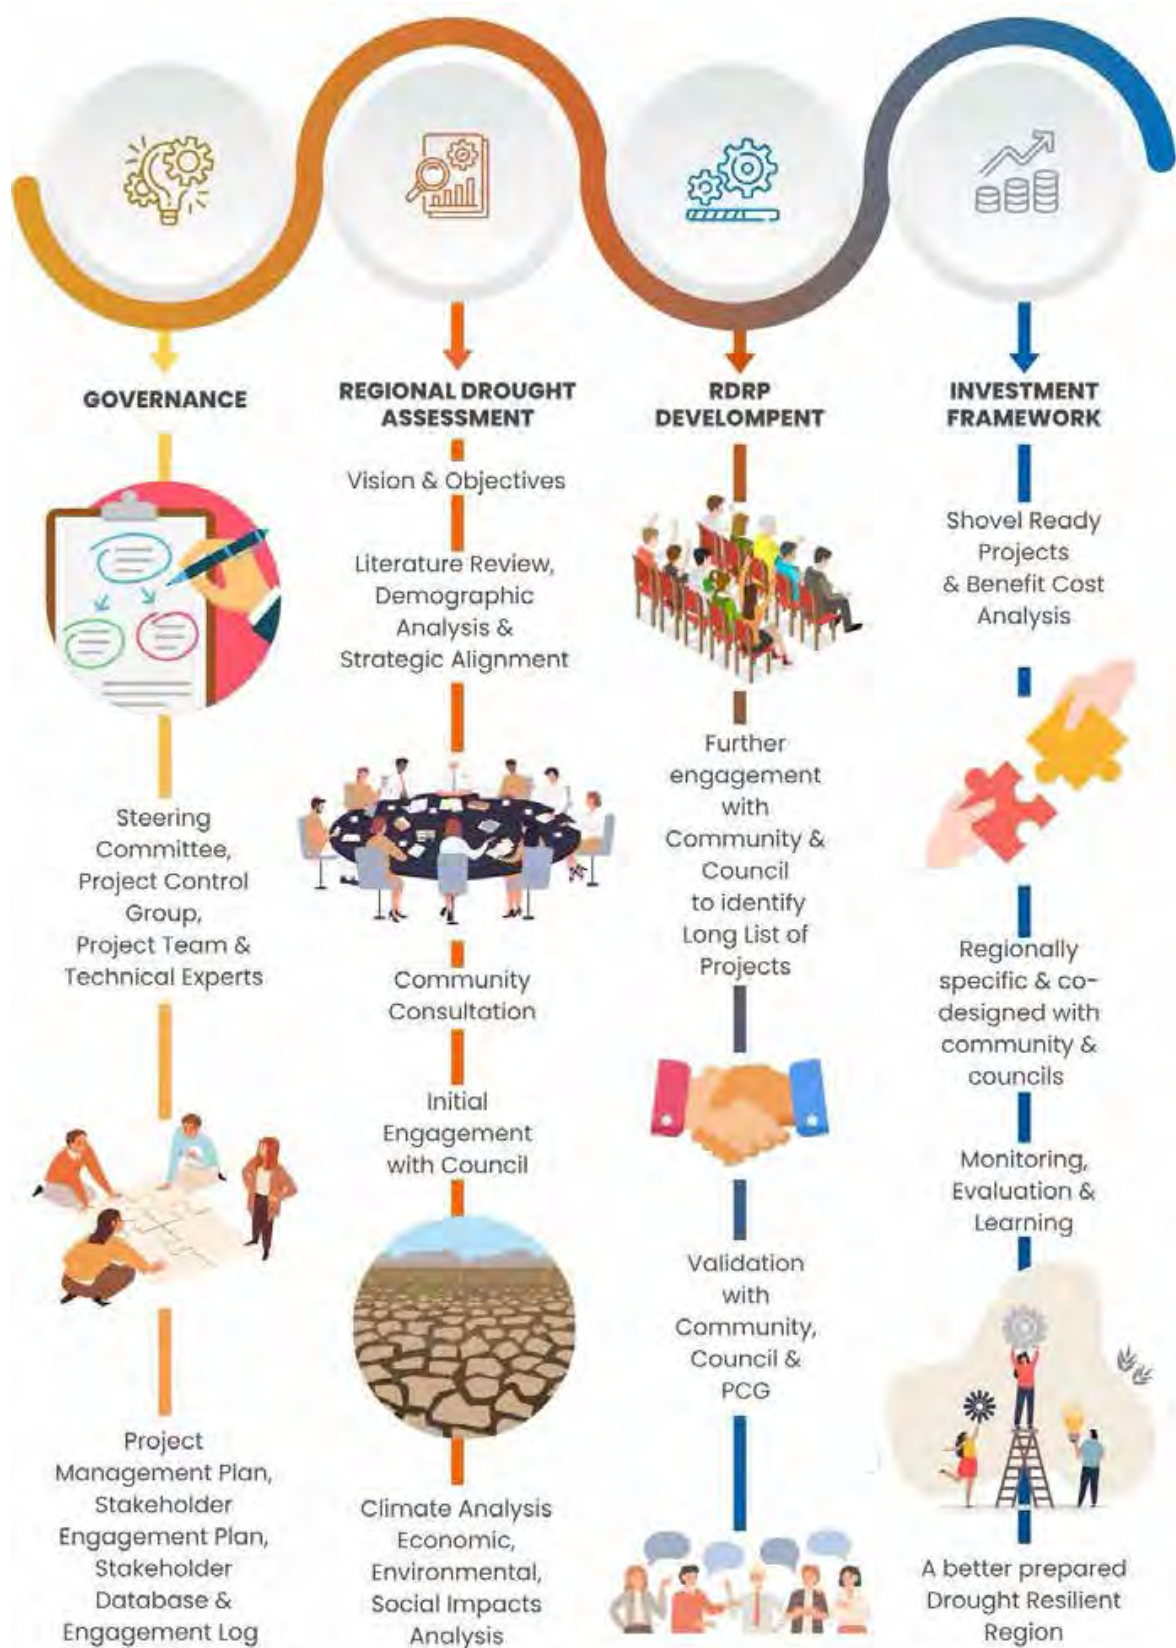 GOVERNANCE
Steering
Committee,
Project Control
Group,
Project Team &
Technical Experts
Project
Management Plan,
Stakeholder
Engagement Plan,
Stakeholder
Database &
Engagement Log
REGIONAL DROUGHT
ASSESSMENT
Vision & Objectives
Literature Review,
Demographic
Analysis &
Strategic Alignment
Community
Consultation
Initial
Engagement
with Council
Climate Analysis
Economic,
Environmental,
Social Impacts
Analysis
RDRP
DEVELOMPENT
Further
engagement
with
Community &
Council
to identify
Long List of
Projects
Validation
with
Community,
Council &
PCG
INVESTMENT
FRAMEWORK
Shovel Ready
Projects
& Benefit Cost
Analysis
Regionally
specific & co-
designed with
community &
councils
Monitoring,
Evaluation &
Learning
A better prepared
Drought Resilient
Region